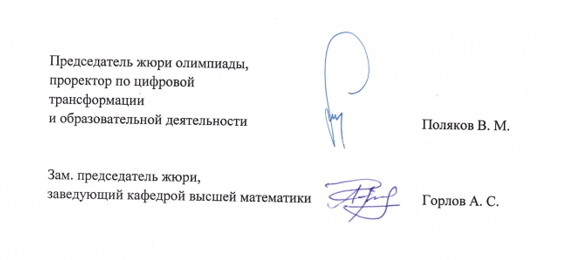 Председатель жюри олимпиады,
проректор по цифровой
трансформации
и образовательной деятельности
Поляков В. М.
Зам. председатель жюри,
заведующий кафедрой высшей математики
Горлов А. С.